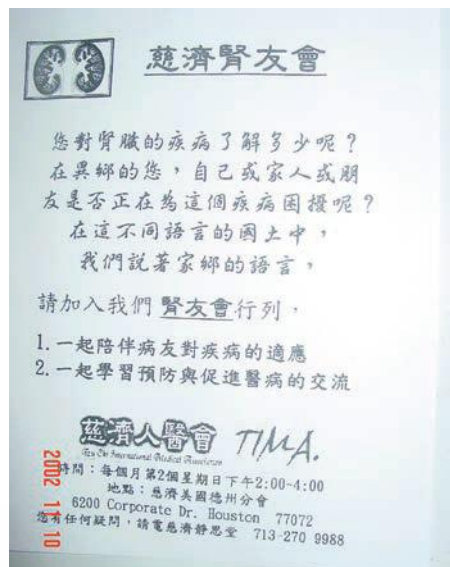 慈濟腎友會
您對腎臟的疾病了解多少呢？
在異鄉的您，自己或家人或朋
友是否正在為這個疾病困擾呢？
在這不同語言的國土中，
我們說著家鄉的語言，
請加入我們 腎友會行列，
1. 一起陪伴病友對疾病的適應
2. 一起學習預防與促進醫病的交流
慈濟人醫會 TIMA.
Tzu Chi International Medical Association
時間：每個月第2個星期日下午2:00-4:00
地點：慈濟美國德州分會
6200 Corporate Dr. Houston 77072
您有任何疑問，請電慈濟靜思堂 713-270 9988
2002 11 10